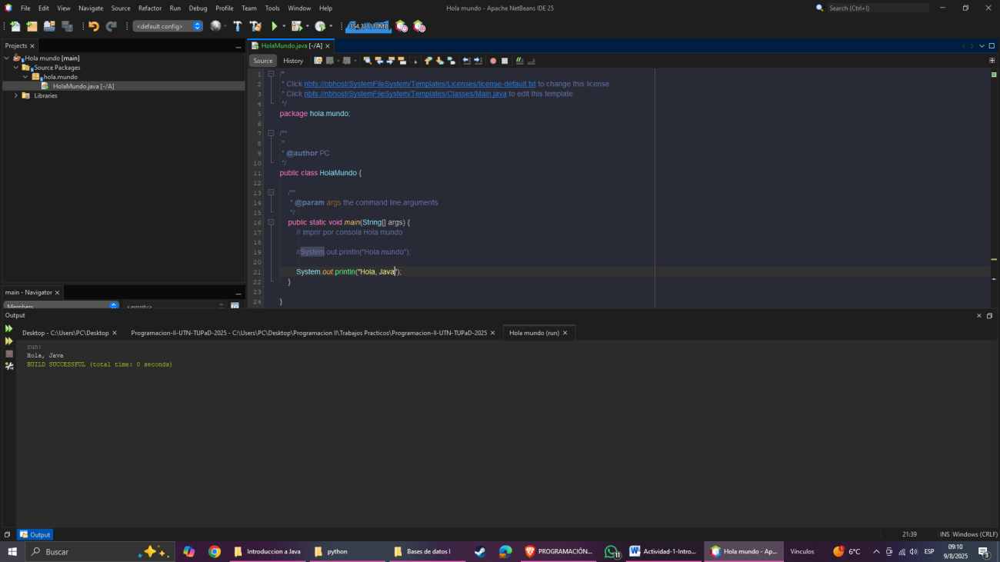 File Edit View Navigate Source Refactor Run Debug Profile Team Tools Window Help
Hola mundo - Apache NetBeans IDE 25
Search (Ctrl+I)
<default config>
354,3/1110MB
Projects
Hola mundo [main]
Source Packages
hola.mundo
HolaMundo.java [-/A]
Libraries
HolaMundo.java [-/A]
Source History
1 /*
2 * Click nbfs://nbhost/SystemFileSystem/Templates/Licenses/license-default.txt to change this license
3 * Click nbfs://nbhost/SystemFileSystem/Templates/Classes/Main.java to edit this template
4 */
5 package hola.mundo;
6
7 /**
8 *
9 * @author PC
10 */
11 public class HolaMundo {
12
13 /**
14 * @param args the command line arguments
15 */
16 public static void main(String[] args) {
17 // imprir por consola Hola mundo
18
19 //System.out.println("Hola mundo");
20
21 System.out.println("Hola, Java");
22 }
23
24 }
main - Navigator
Members
<empty>
Output
Desktop - C:\Users\PC\Desktop
Programacion-II-UTN-TUPaD-2025 - C:\Users\PC\Desktop\Programacion II\Trabajos Practicos\Programacion-II-UTN-TUPaD-2025
Hola mundo (run)
run:
Hola, Java
BUILD SUCCESSFUL (total time: 0 seconds)
Output
21:39
INS
Windows (CRLF)
Buscar
Introduccion a Java
python
Bases de datos I
PROGRAMACIÓN...
11
Actividad-1-Intro...
Hola mundo - Ap...
Vínculos
6°C
ESP
09:10
9/8/2025
3